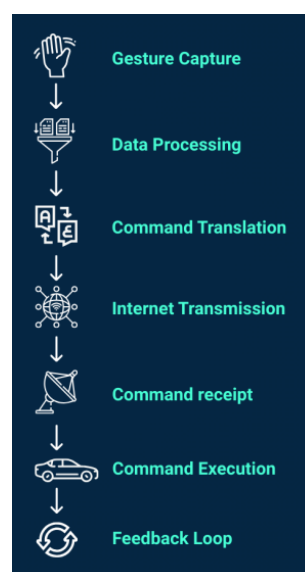 Gesture Capture
Data Processing
Command Translation
Internet Transmission
Command receipt
Command Execution
Feedback Loop